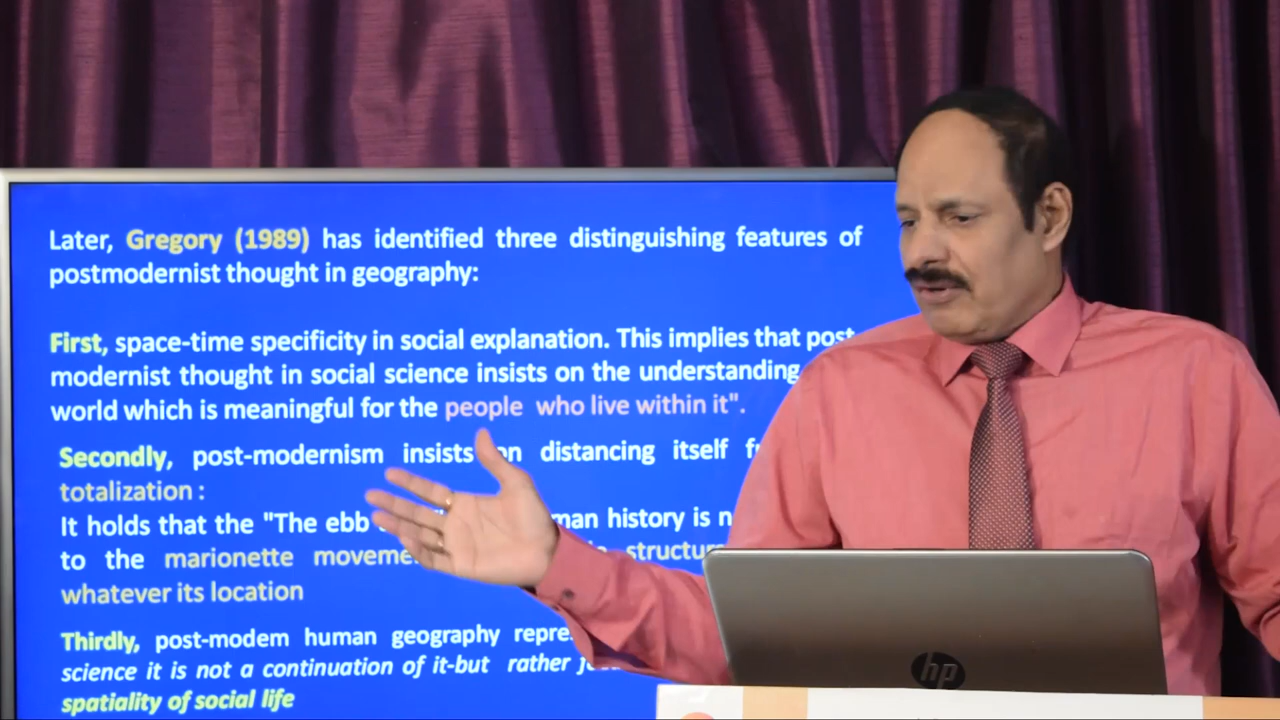 Later, Gregory (1989) has identified three distinguishing features of
postmodernist thought in geography:
First, space-time specificity in social explanation. This implies that post-
modernist thought in social science insists on the understanding
world which is meaningful for the people who live within it".
Secondly, post-modernism insists on distancing itself
totalization :
It holds that the "The ebb human history is
to the marionette
whatever its location
Thirdly, post-modem human geography
science it is not a continuation of it-but rather
spatiality of social life
hp